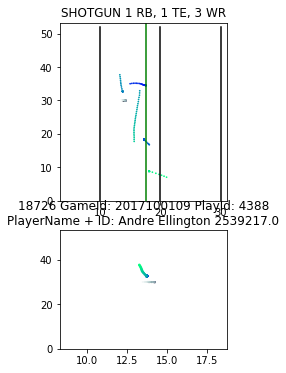 SHOTGUN 1 RB, 1 TE, 3 WR
50
40
30
20
10
0
10 20 30
18726 GameId: 2017100109 PlayId: 4388
PlayerName + ID: Andre Ellington 2539217.0
40
20
0
10.0 12.5 15.0 17.5